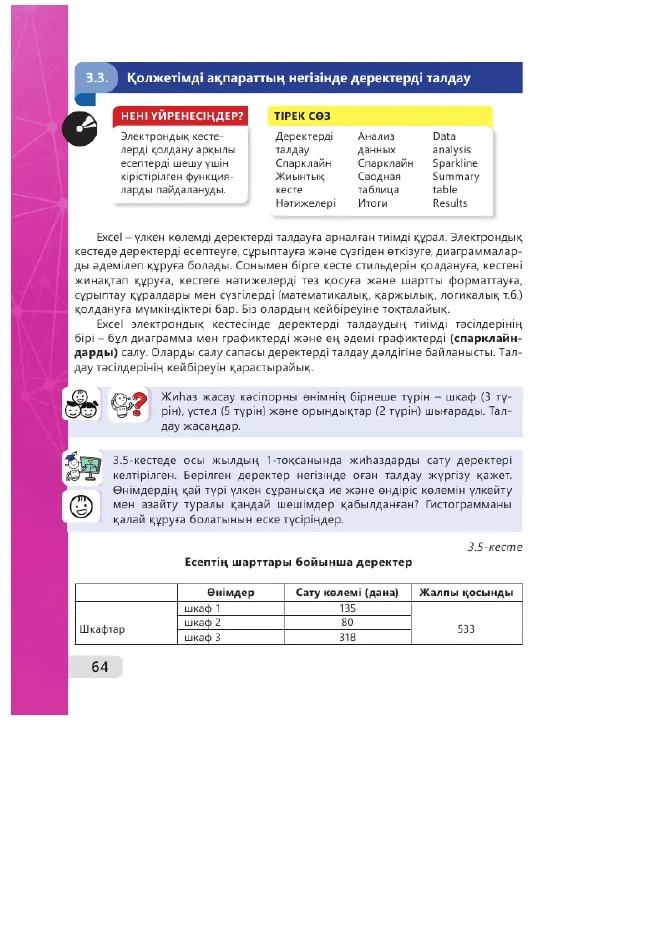 3.3. Қолжетімді ақпараттың негізінде деректерді талдау
НЕНІ ҮЙРЕНЕСІҢДЕР?
Электрондық кесте-
лерді қолдану арқылы
есептерді шешу үшін
кірістірілген функция-
ларды пайдалануды.
ТІРЕК СӨЗ
Деректерді
талдау
Спарклайн
Жиынтық
кесте
Нәтижелері
Анализ
данных
Спарклайн
Сводная
таблица
Итоги
Data
analysis
Sparkline
Summary
table
Results
Excel – үлкен көлемді деректерді талдауға арналған тиімді құрал. Электрондық
кестеде деректерді есептеуге, сұрыптауға және сүзгіден өткізуге, диаграммалар-
ды әдемілеп құруға болады. Сонымен бірге кесте стильдерін қолдануға, кестені
жинақтап құруға, кестеге нәтижелерді тез қосуға және шартты форматтауға,
сұрыптау құралдары мен сүзгілерді (математикалық, қаржылық, логикалық т.б.)
қолдануға мүмкіндіктері бар. Біз олардың кейбіреуіне тоқталайық.
Excel электрондық кестесінде деректерді талдаудың тиімді тәсілдерінің
бірі – бұл диаграмма мен графиктерді және ең әдемі графиктерді (спарклайн-
дарды) салу. Оларды салу сапасы деректерді талдау дәлдігіне байланысты. Тал-
дау тәсілдерінің кейбіреуін қарастырайық.
Жиһаз жасау кәсіпорны өнімнің бірнеше түрін – шкаф (3 тү-
рін), үстел (5 түрін) және орындықтар (2 түрін) шығарады. Тал-
дау жасаңдар.
3.5-кестеде осы жылдың 1-тоқсанында жиһаздарды сату деректері
келтірілген. Берілген деректер негізінде оған талдау жүргізу қажет.
Өнімдердің қай түрі үлкен сұранысқа ие және өндіріс көлемін үлкейту
мен азайту туралы қандай шешімдер қабылданған? Гистограмманы
қалай құруға болатынын еске түсіріңдер.
3.5-кесте
Есептің шарттары бойынша деректер
Өнімдер Сату көлемі (дана) Жалпы қосынды
шкаф 1 135
Шкафтар шкаф 2 80 533
шкаф 3 318
64